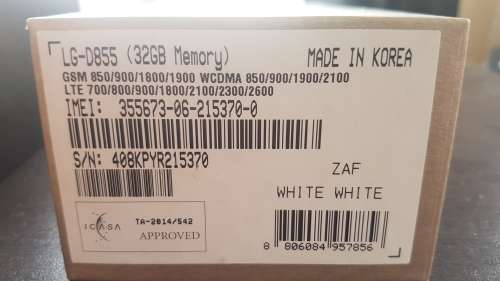 LG-D855 (32GB Memory) MADE IN KOREA
GSM 850/900/1800/1900 WCDMA 850/900/1900/2100
LTE 700/800/900/1800/2100/2300/2600
IMEI: 355673-06-215370-0
S/N: 408KPYR215370
ZAF
WHITE WHITE
ICASA
TA-2014/542
APPROVED
8 806084 957856